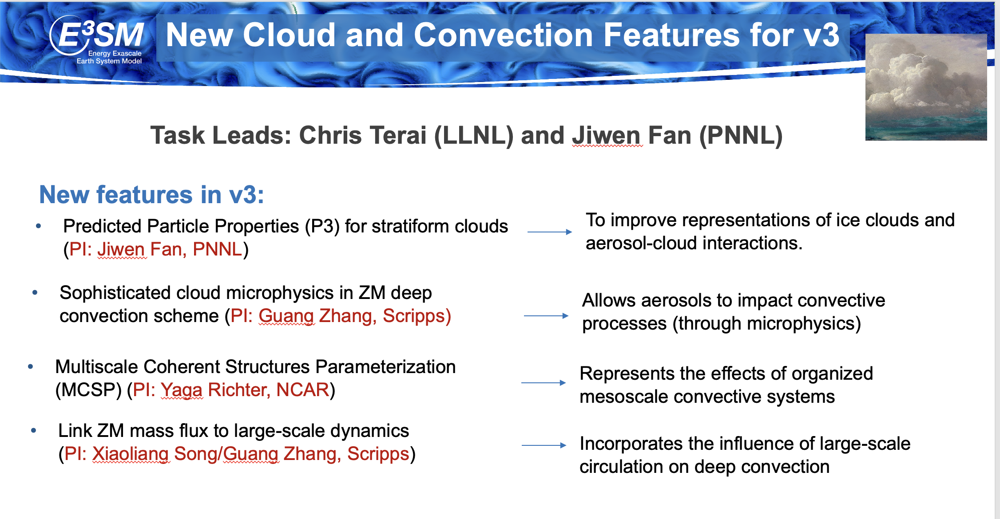 E3SM
Energy Exascale
Earth System Model
New Cloud and Convection Features for v3
Task Leads: Chris Terai (LLNL) and Jiwen Fan (PNNL)
New features in v3:
• Predicted Particle Properties (P3) for stratiform clouds
(PI: Jiwen Fan, PNNL)
To improve representations of ice clouds and
aerosol-cloud interactions.
• Sophisticated cloud microphysics in ZM deep
convection scheme (PI: Guang Zhang, Scripps)
Allows aerosols to impact convective
processes (through microphysics)
• Multiscale Coherent Structures Parameterization
(MCSP) (PI: Yaga Richter, NCAR)
Represents the effects of organized
mesoscale convective systems
• Link ZM mass flux to large-scale dynamics
(PI: Xiaoliang Song/Guang Zhang, Scripps)
Incorporates the influence of large-scale
circulation on deep convection